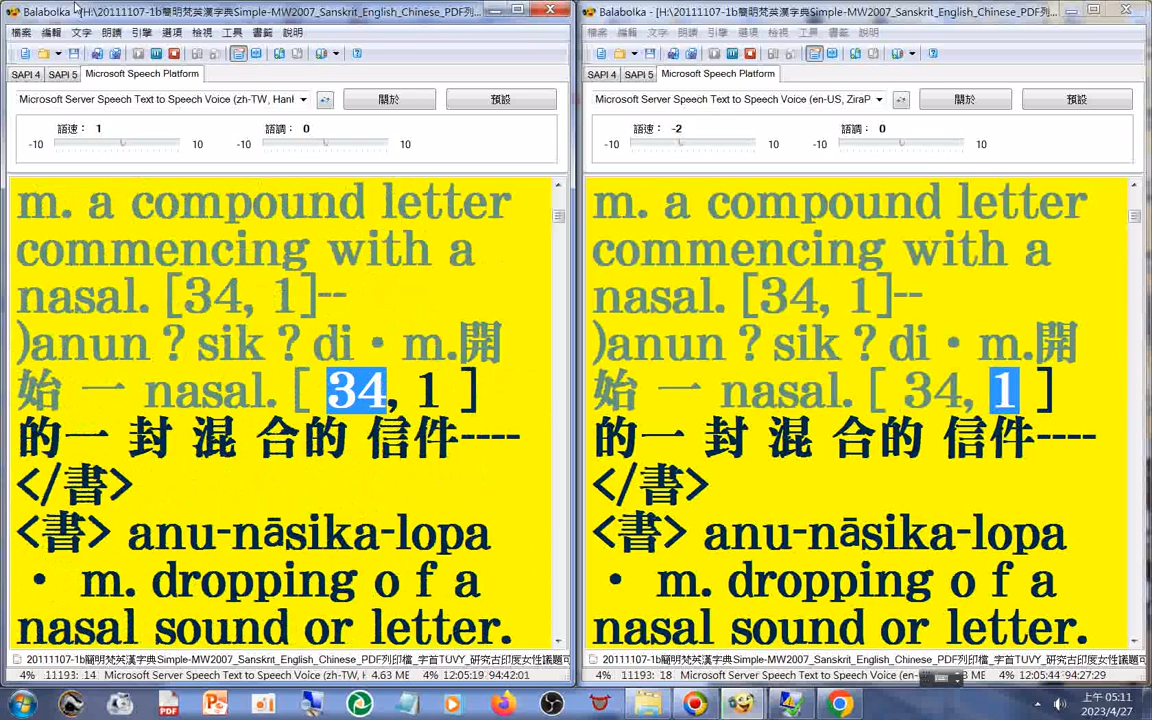 Balabolka - [H:\20111107-1b簡明梵英漢字典Simple-MW2007_Sanskrit_English_Chinese_PDF列...
檔案 編輯 文字 朗讀 引擎 選項 檢視 工具 書籤 說明
SAPI 4 SAPI 5 Microsoft Speech Platform
Microsoft Server Speech Text to Speech Voice (zh-TW, Hanl 關於 預設
語速： 1 語調： 0
-10 10 -10 10
m. a compound letter
commencing with a
nasal. [34, 1]--
)anun？sik？di • m.開
始 一 nasal. [ 34, 1 ]
的一 封 混 合的 信件----
</書>
<書> anu-nāsika-lopa
• m. dropping o f a
nasal sound or letter.
20111107-1b簡明梵英漢字典Simple-MW2007_Sanskrit_English_Chinese_PDF列印檔_字首TUVY_研究古印度女性議題可
4% 11193: 14 Microsoft Server Speech Text to Speech Voice (zh-TW, H 4.63 ME 4% 12:05:19 94:42:01
Balabolka - [H:\20111107-1b簡明梵英漢字典Simple-MW2007_Sanskrit_English_Chinese_PDF列印...
檔案 編輯 文字 朗讀 引擎 選項 檢視 工具 書籤 說明
SAPI 4 SAPI 5 Microsoft Speech Platform
Microsoft Server Speech Text to Speech Voice (en-US, ZiraP 關於 預設
語速： -2 語調： 0
-10 10 -10 10
m. a compound letter
commencing with a
nasal. [34, 1]--
)anun？sik？di • m.開
始 一 nasal. [ 34, 1 ]
的一 封 混 合的 信件----
</書>
<書> anu-nāsika-lopa
• m. dropping o f a
nasal sound or letter.
20111107-1b簡明梵英漢字典Simple-MW2007_Sanskrit_English_Chinese_PDF列印檔_字首TUVY_研究古印度女性議題可
4% 11193: 18 Microsoft Server Speech Text to Speech Voice (en-US, 4% 12:05:44 94:27:29
上午 05:11
2023/4/27